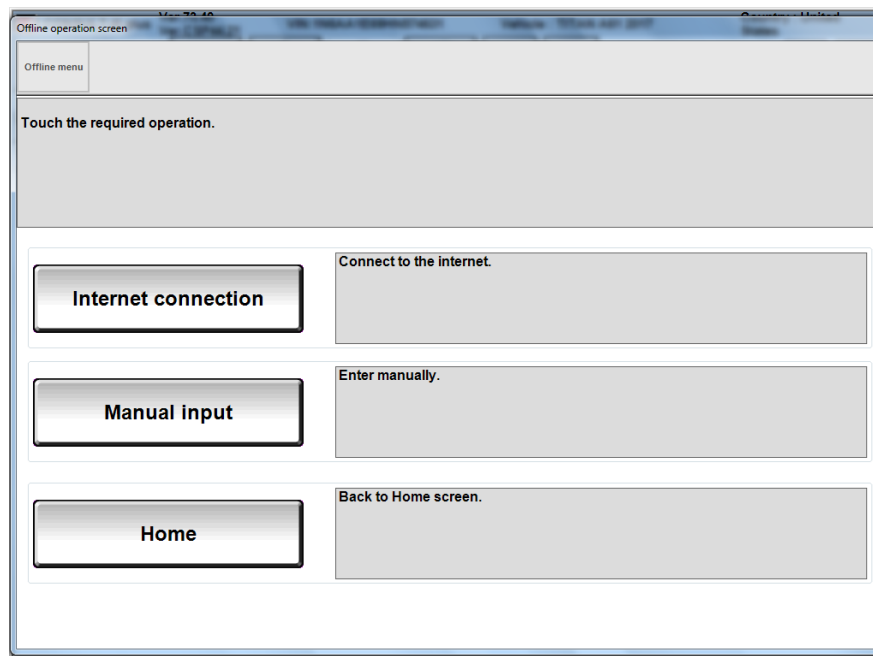 Offline operation screen
Offline menu
Touch the required operation.
Internet connection
Connect to the internet.
Manual input
Enter manually.
Home
Back to Home screen.